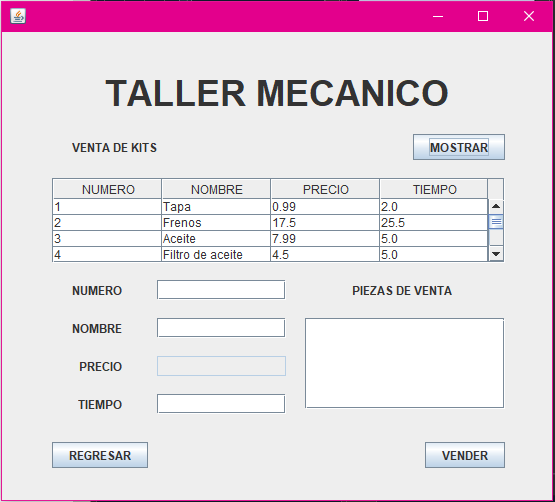 TALLER MECANICO
VENTA DE KITS
MOSTRAR
NUMERO NOMBRE PRECIO TIEMPO
1 Tapa 0.99 2.0
2 Frenos 17.5 25.5
3 Aceite 7.99 5.0
4 Filtro de aceite 4.5 5.0
NUMERO
PIEZAS DE VENTA
NOMBRE
PRECIO
TIEMPO
REGRESAR
VENDER